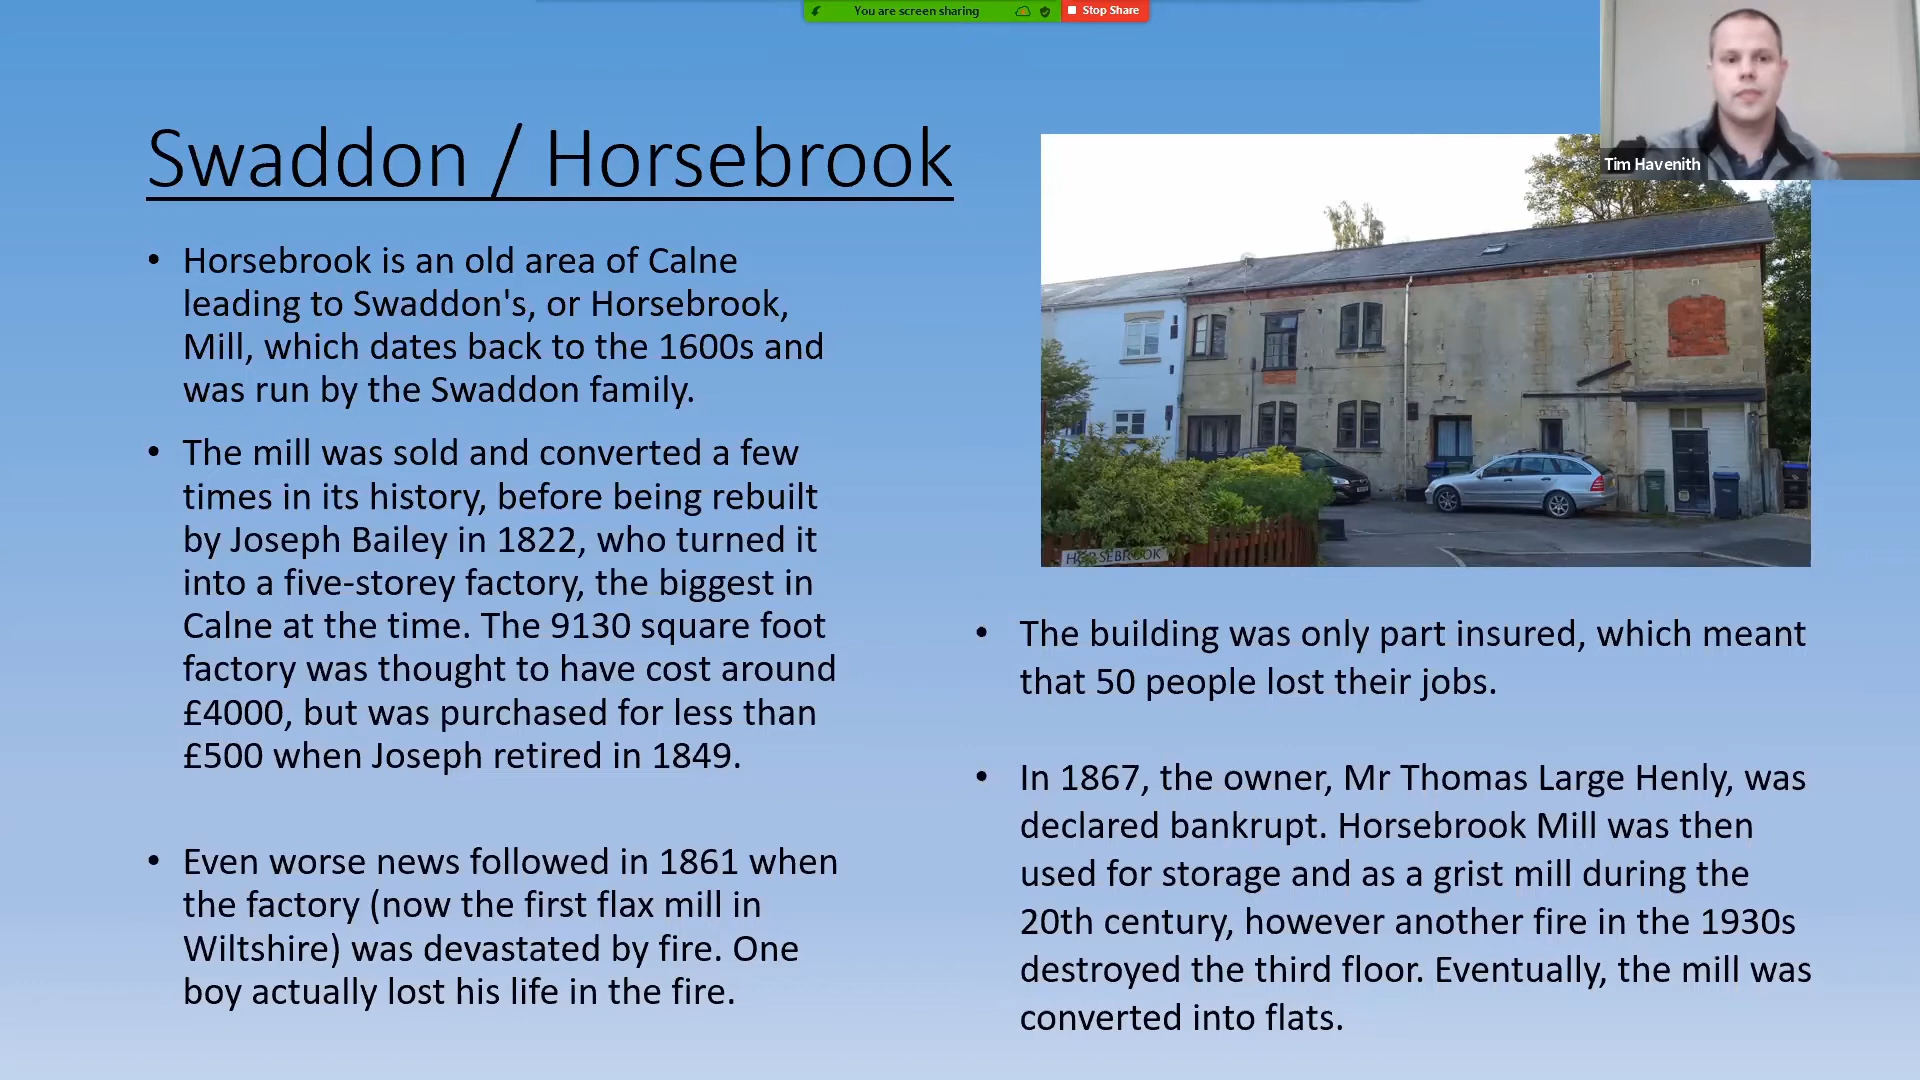 You are screen sharing
Stop Share
Tim Havenith
Swaddon / Horsebrook
• Horsebrook is an old area of Calne
leading to Swaddon's, or Horsebrook,
Mill, which dates back to the 1600s and
was run by the Swaddon family.
• The mill was sold and converted a few
times in its history, before being rebuilt
by Joseph Bailey in 1822, who turned it
into a five-storey factory, the biggest in
Calne at the time. The 9130 square foot
factory was thought to have cost around
£4000, but was purchased for less than
£500 when Joseph retired in 1849.
• Even worse news followed in 1861 when
the factory (now the first flax mill in
Wiltshire) was devastated by fire. One
boy actually lost his life in the fire.
HORSEBROOK
• The building was only part insured, which meant
that 50 people lost their jobs.
• In 1867, the owner, Mr Thomas Large Henly, was
declared bankrupt. Horsebrook Mill was then
used for storage and as a grist mill during the
20th century, however another fire in the 1930s
destroyed the third floor. Eventually, the mill was
converted into flats.